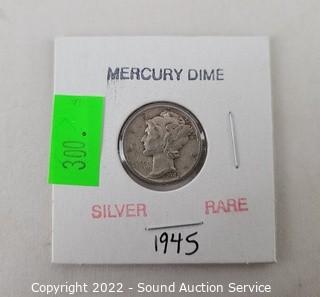 MERCURY DIME
300.
SILVER RARE
1945
Copyright 2022 - Sound Auction Service